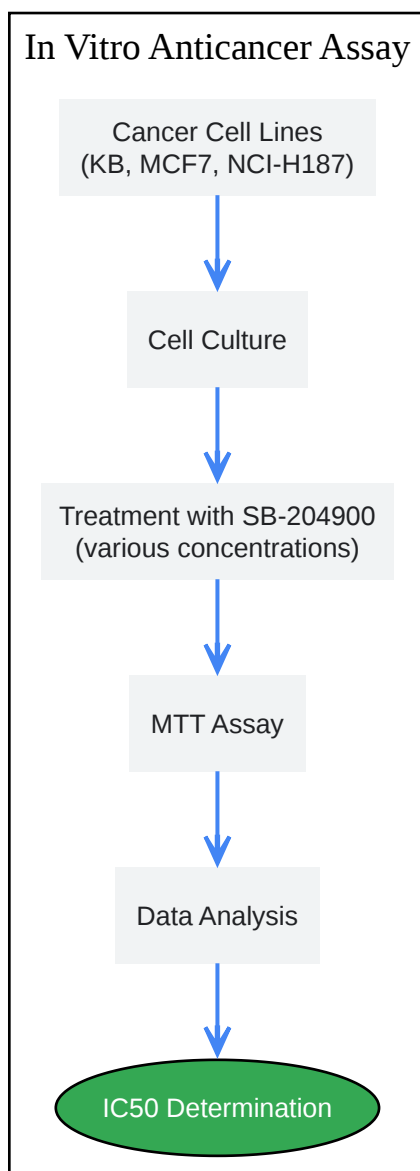 In Vitro Anticancer Assay
Cancer Cell Lines
(KB, MCF7, NCI-H187)
Cell Culture
Treatment with SB-204900
(various concentrations)
MTT Assay
Data Analysis
IC50 Determination